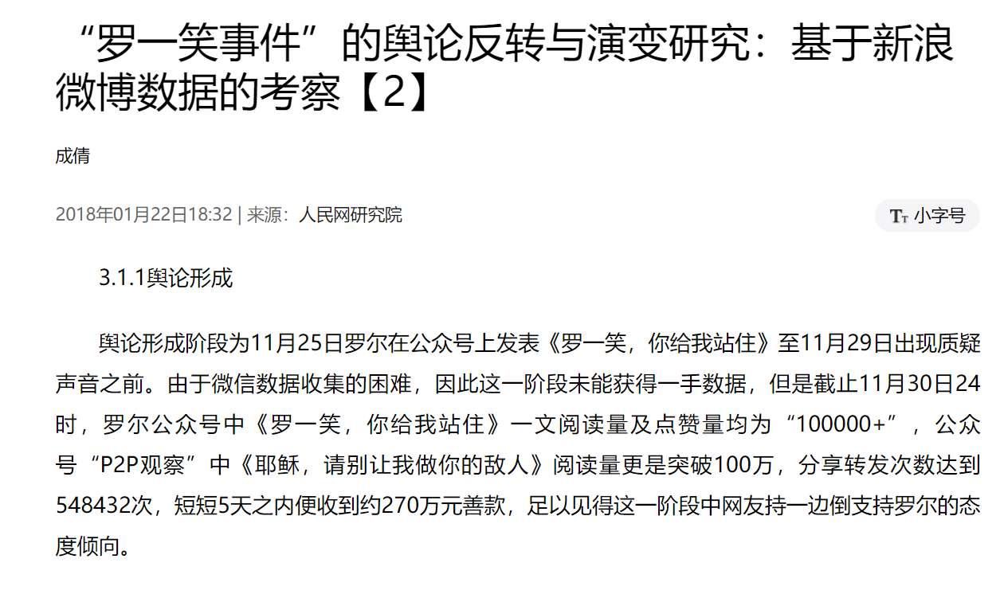 “罗一笑事件”的舆论反转与演变研究：基于新浪
微博数据的考察【2】
成倩
2018年01月22日18:32 | 来源：人民网研究院
TT 小字号
3.1.1舆论形成
舆论形成阶段为11月25日罗尔在公众号上发表《罗一笑，你给我站住》至11月29日出现质疑
声音之前。由于微信数据收集的困难，因此这一阶段未能获得一手数据，但是截止11月30日24
时，罗尔公众号中《罗一笑，你给我站住》一文阅读量及点赞量均为“100000+”，公众
号“P2P观察”中《耶稣，请别让我做你的敌人》阅读量更是突破100万，分享转发次数达到
548432次，短短5天之内便收到约270万元善款，足以见得这一阶段中网友持一边倒支持罗尔的态
度倾向。